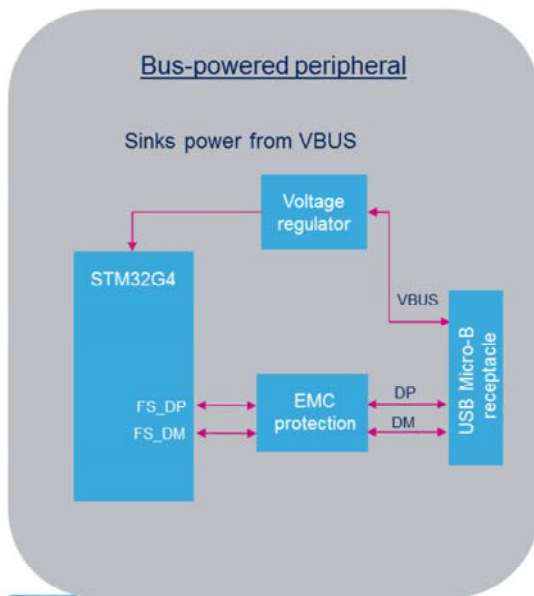 Bus-powered peripheral
Sinks power from VBUS
Voltage
regulator
STM32G4
VBUS
USB Micro-B
receptacle
FS_DP
EMC
protection
DP
FS_DM
DM